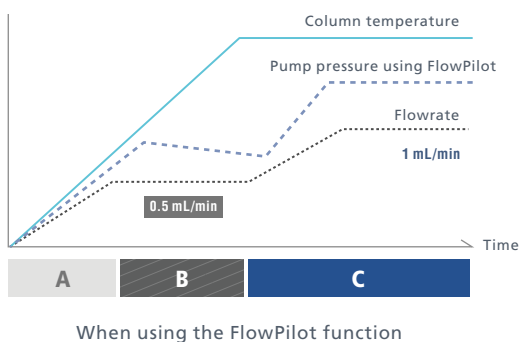 Column temperature
Pump pressure using FlowPilot
Flowrate
1 mL/min
0.5 mL/min
Time
A B C
When using the FlowPilot function